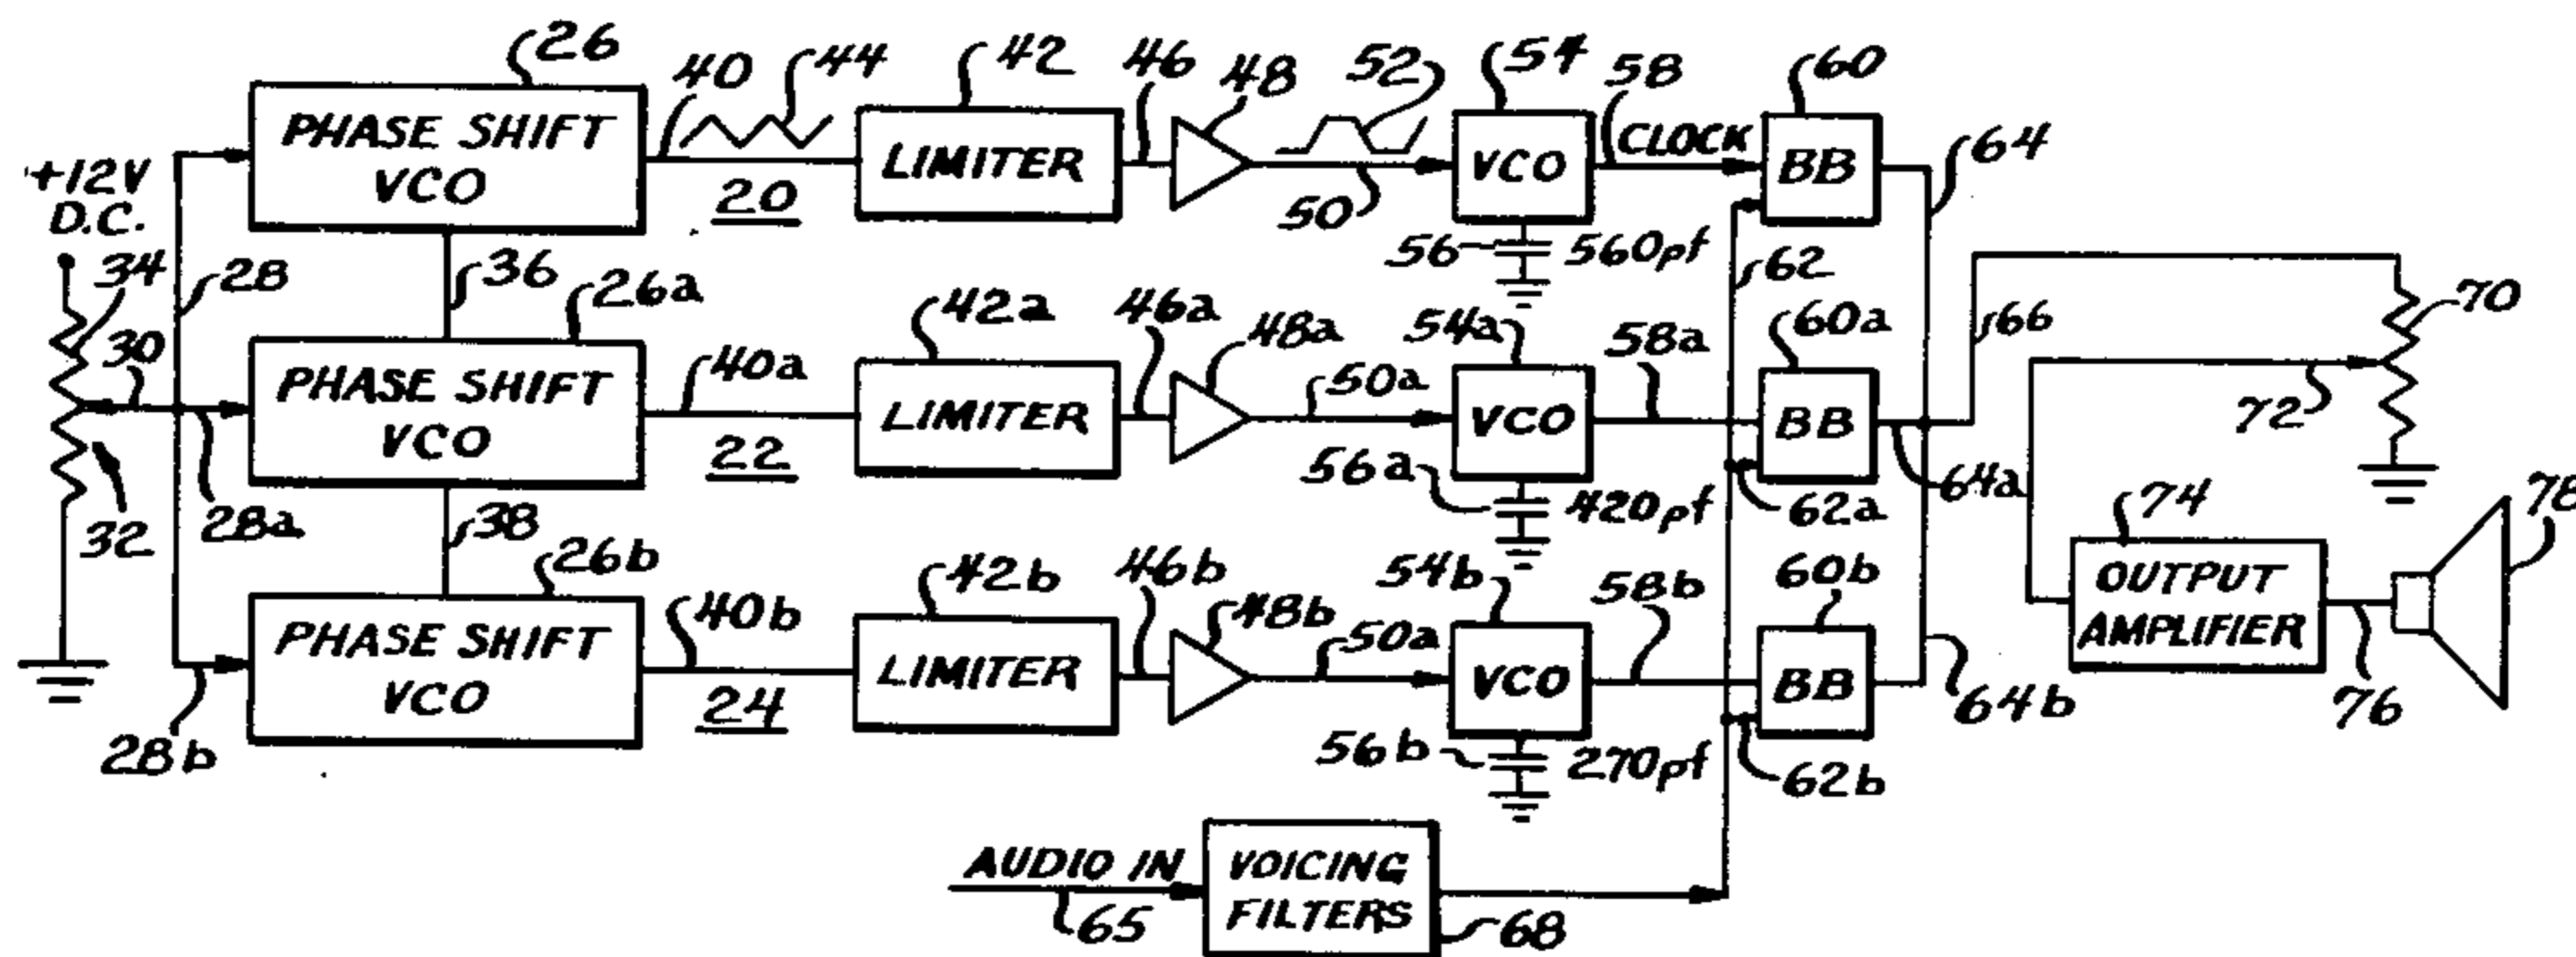 26
40
44
42
46
48
52
54
58
60
64
PHASE SHIFT
VCO
LIMITER
VCO
CLOCK
BB
+12V
D.C.
20
50
34
28
36
26a
56
560pf
62
30
42a
46a
48a
54a
58a
60a
66
70
PHASE SHIFT
VCO
40a
LIMITER
50a
VCO
BB
72
32
28a
22
38
56a
420pf
62a
64a
74
78
26b
42b
46b
48b
54b
58b
60b
OUTPUT
AMPLIFIER
PHASE SHIFT
VCO
40b
LIMITER
50a
VCO
BB
28b
24
56b
270pf
62b
64b
76
AUDIO IN
65
VOICING
FILTERS
68